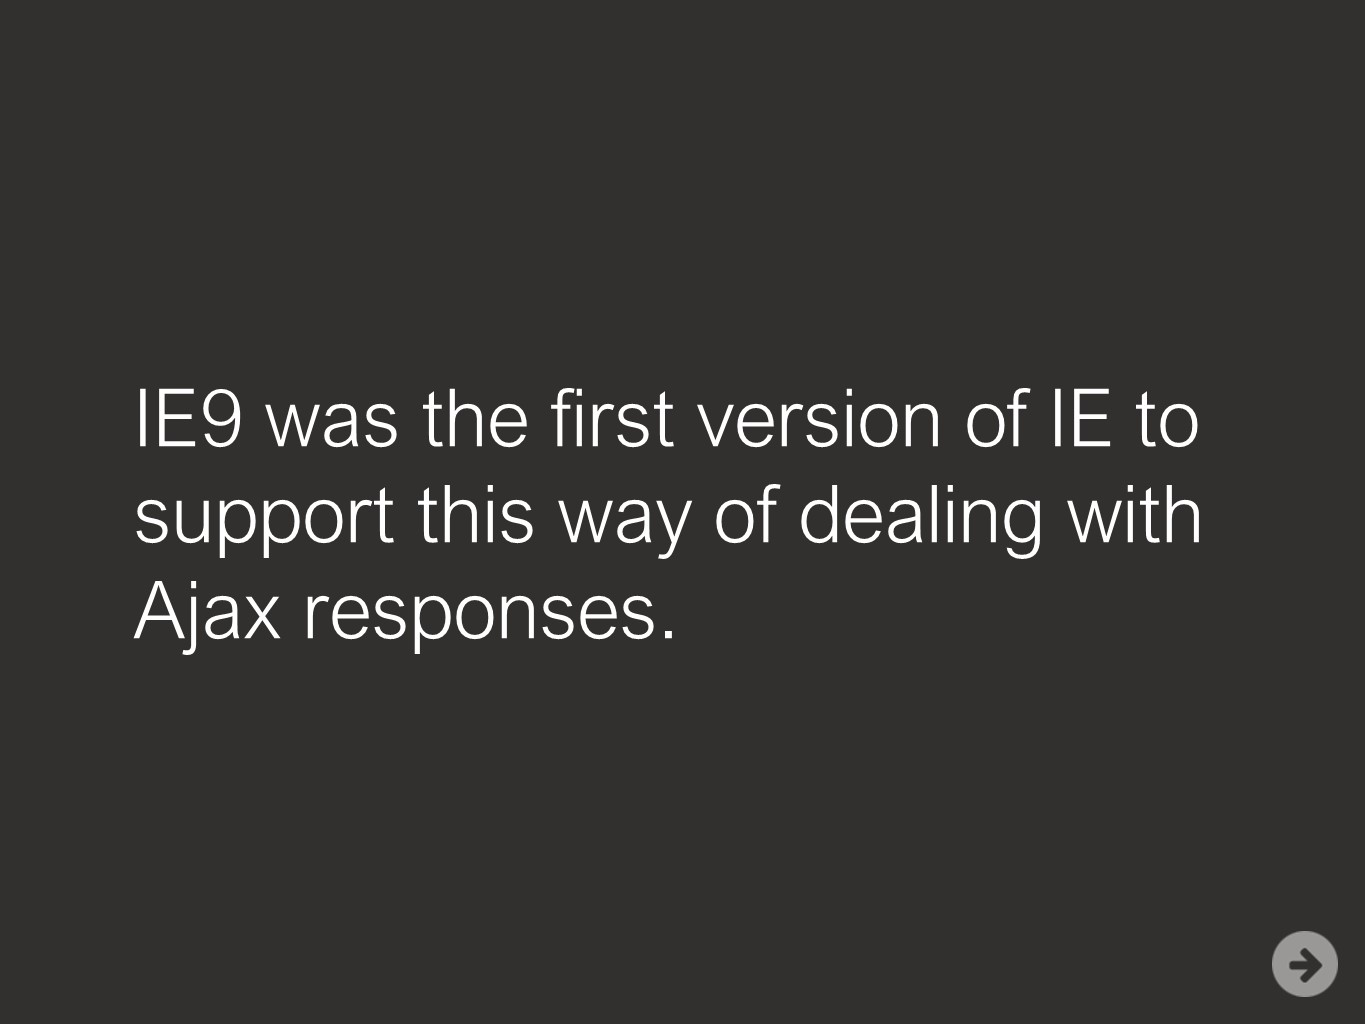 IE9 was the first version of IE to
support this way of dealing with
Ajax responses.